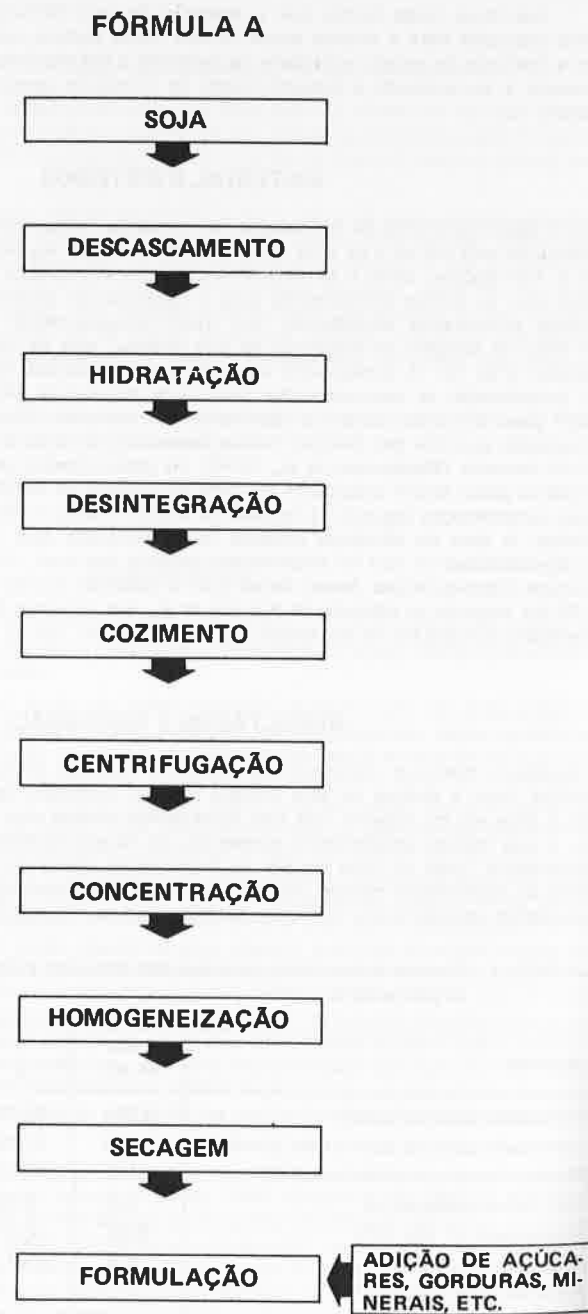 FÓRMULA A
SOJA
DESCASCAMENTO
HIDRATAÇÃO
DESINTEGRAÇÃO
COZIMENTO
CENTRIFUGAÇÃO
CONCENTRAÇÃO
HOMOGENEIZAÇÃO
SECAGEM
FORMULAÇÃO
ADIÇÃO DE AÇÚCA-
RES, GORDURAS, MI-
NERAIS, ETC.